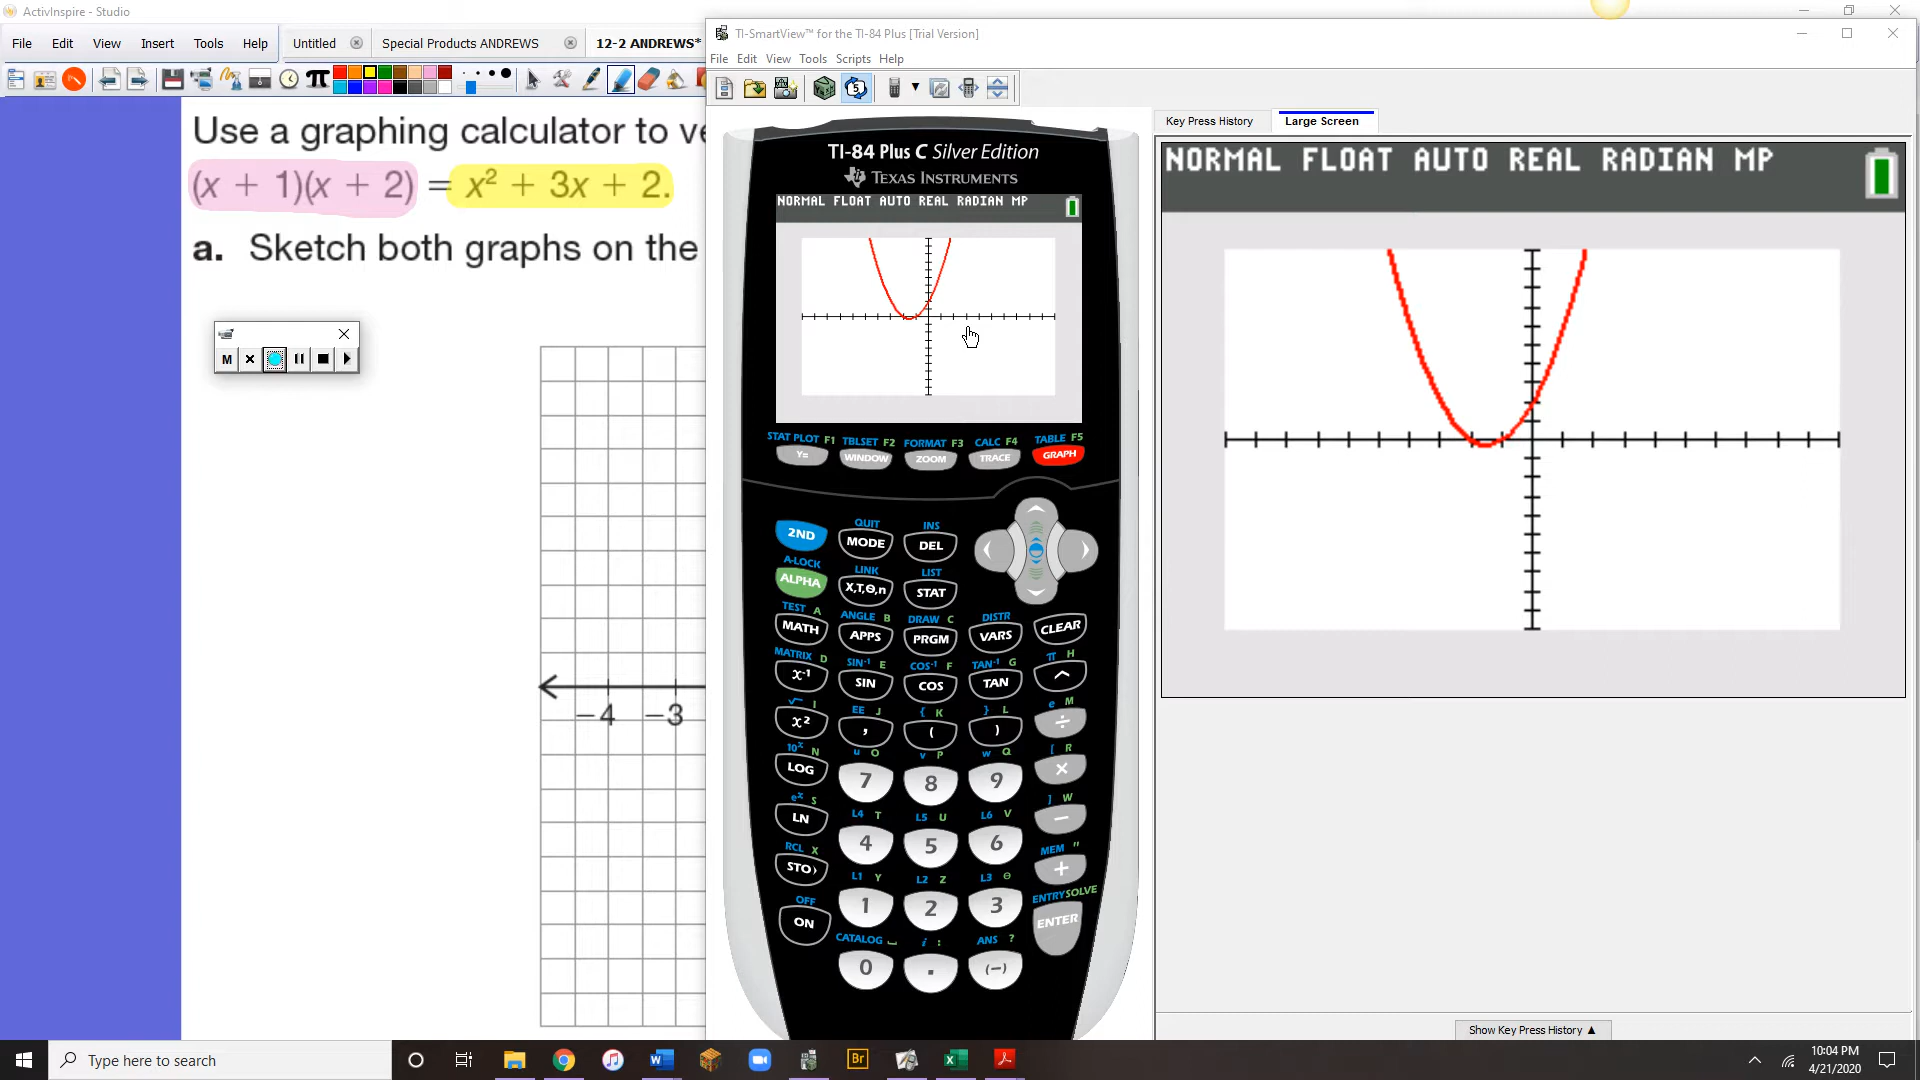 ActivInspire - Studio
File Edit View Insert Tools Help
Untitled
Special Products ANDREWS
12-2 ANDREWS*
Use a graphing calculator to ve
(x + 1)(x + 2) = x² + 3x + 2.
a. Sketch both graphs on the
M
−4 −3
TI-SmartView™ for the TI-84 Plus [Trial Version]
File Edit View Tools Scripts Help
TI-84 Plus C Silver Edition
TEXAS INSTRUMENTS
NORMAL FLOAT AUTO REAL RADIAN MP
STAT PLOT F1 TBLSET F2 FORMAT F3 CALC F4 TABLE F5
Y= WINDOW ZOOM TRACE GRAPH
QUIT INS
2ND MODE DEL
A-LOCK LINK LIST
ALPHA X,T,Θ,n STAT
TEST A ANGLE B DRAW C DISTR
MATH APPS PRGM VARS CLEAR
MATRIX D SIN⁻¹ E COS⁻¹ F TAN⁻¹ G π H
x⁻¹ SIN COS TAN ^
√ I EE J { K } L e M
x² , ( ) ÷
10ˣ N u O v P w Q [ R
LOG 7 8 9 ×
eˣ S L4 T L5 U L6 V ] W
LN 4 5 6 −
RCL X L1 Y L2 Z L3 Θ MEM "
STO› 1 2 3 +
OFF CATALOG ⎵ i : ANS ? ENTRY SOLVE
ON 0 . (−) ENTER
Key Press History
Large Screen
NORMAL FLOAT AUTO REAL RADIAN MP
Show Key Press History ▲
Type here to search
10:04 PM
4/21/2020